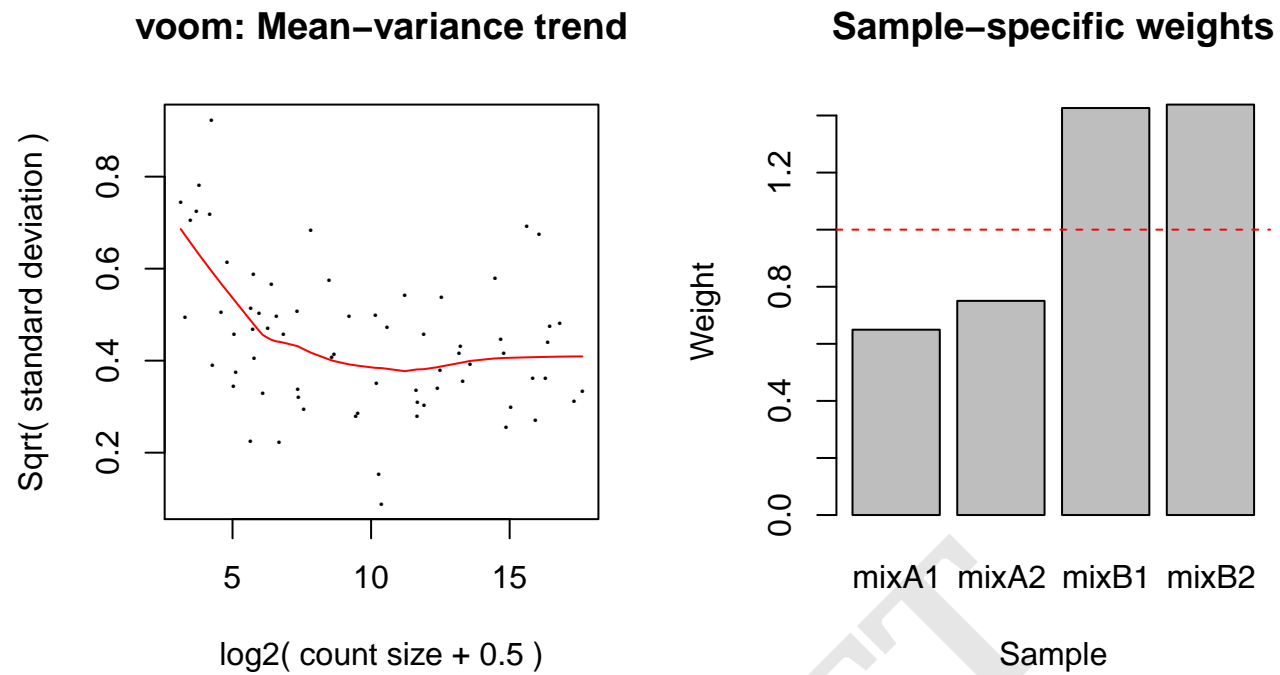 voom: Mean−variance trend
Sqrt( standard deviation )
0.8
0.6
0.4
0.2
5 10 15
log2( count size + 0.5 )
Sample−specific weights
Weight
1.2
0.8
0.4
0.0
mixA1 mixA2 mixB1 mixB2
Sample
T